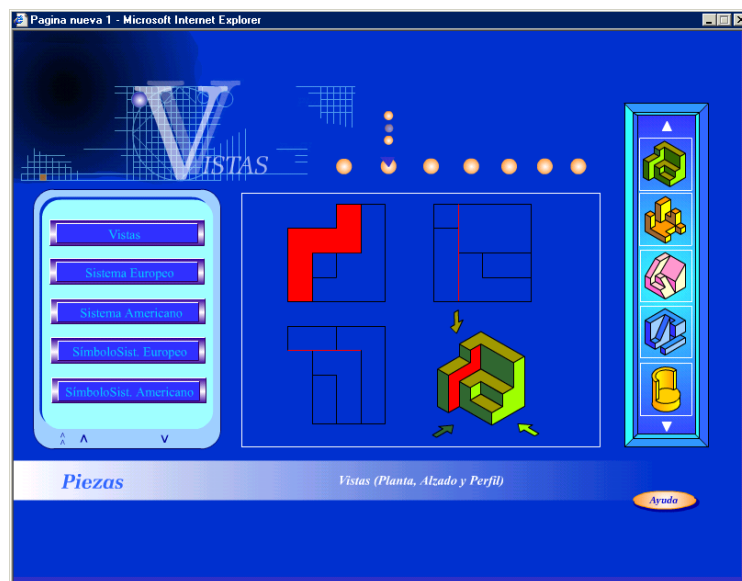 Pagina nueva 1 - Microsoft Internet Explorer
VISTAS
Vistas
Sistema Europeo
Sistema Americano
SímboloSist. Europeo
SímboloSist. Americano
Piezas
Vistas (Planta, Alzado y Perfil)
Ayuda